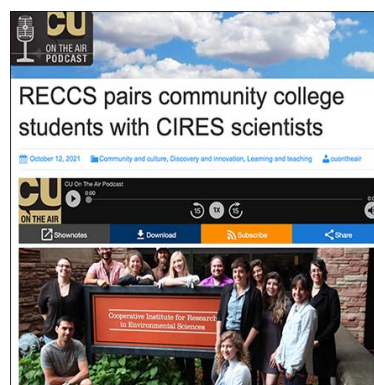 CU
ON THE AIR
PODCAST
RECCS pairs community college
students with CIRES scientists
October 12, 2021 Community and culture, Discovery and innovation, Learning and teaching cuontheair
CU
ON THE AIR
CU On The Air Podcast
0:00
15 1X 15
Shownotes Download Subscribe Share
Cooperative Institute for Research
in Environmental Sciences